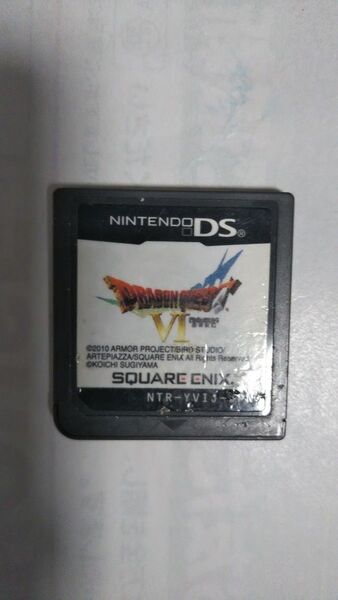 NINTENDO DS®
DRAGON QUEST
VI
©2010 ARMOR PROJECT/BIRD STUDIO/
ARTEPIAZZA/SQUARE ENIX All Rights Reserved.
©KOICHI SUGIYAMA
SQUARE ENIX
NTR-YVIJ-